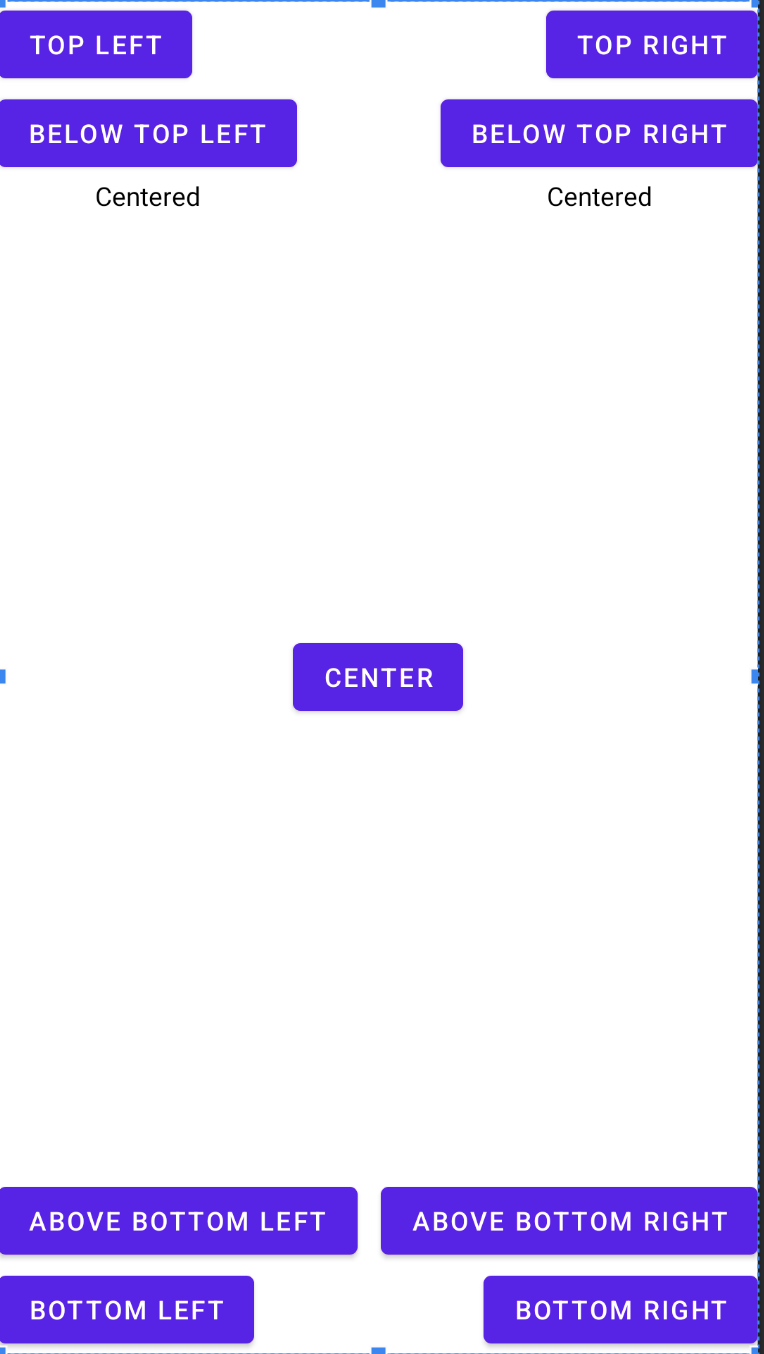 TOP LEFT
TOP RIGHT
BELOW TOP LEFT
BELOW TOP RIGHT
Centered
Centered
CENTER
ABOVE BOTTOM LEFT
ABOVE BOTTOM RIGHT
BOTTOM LEFT
BOTTOM RIGHT